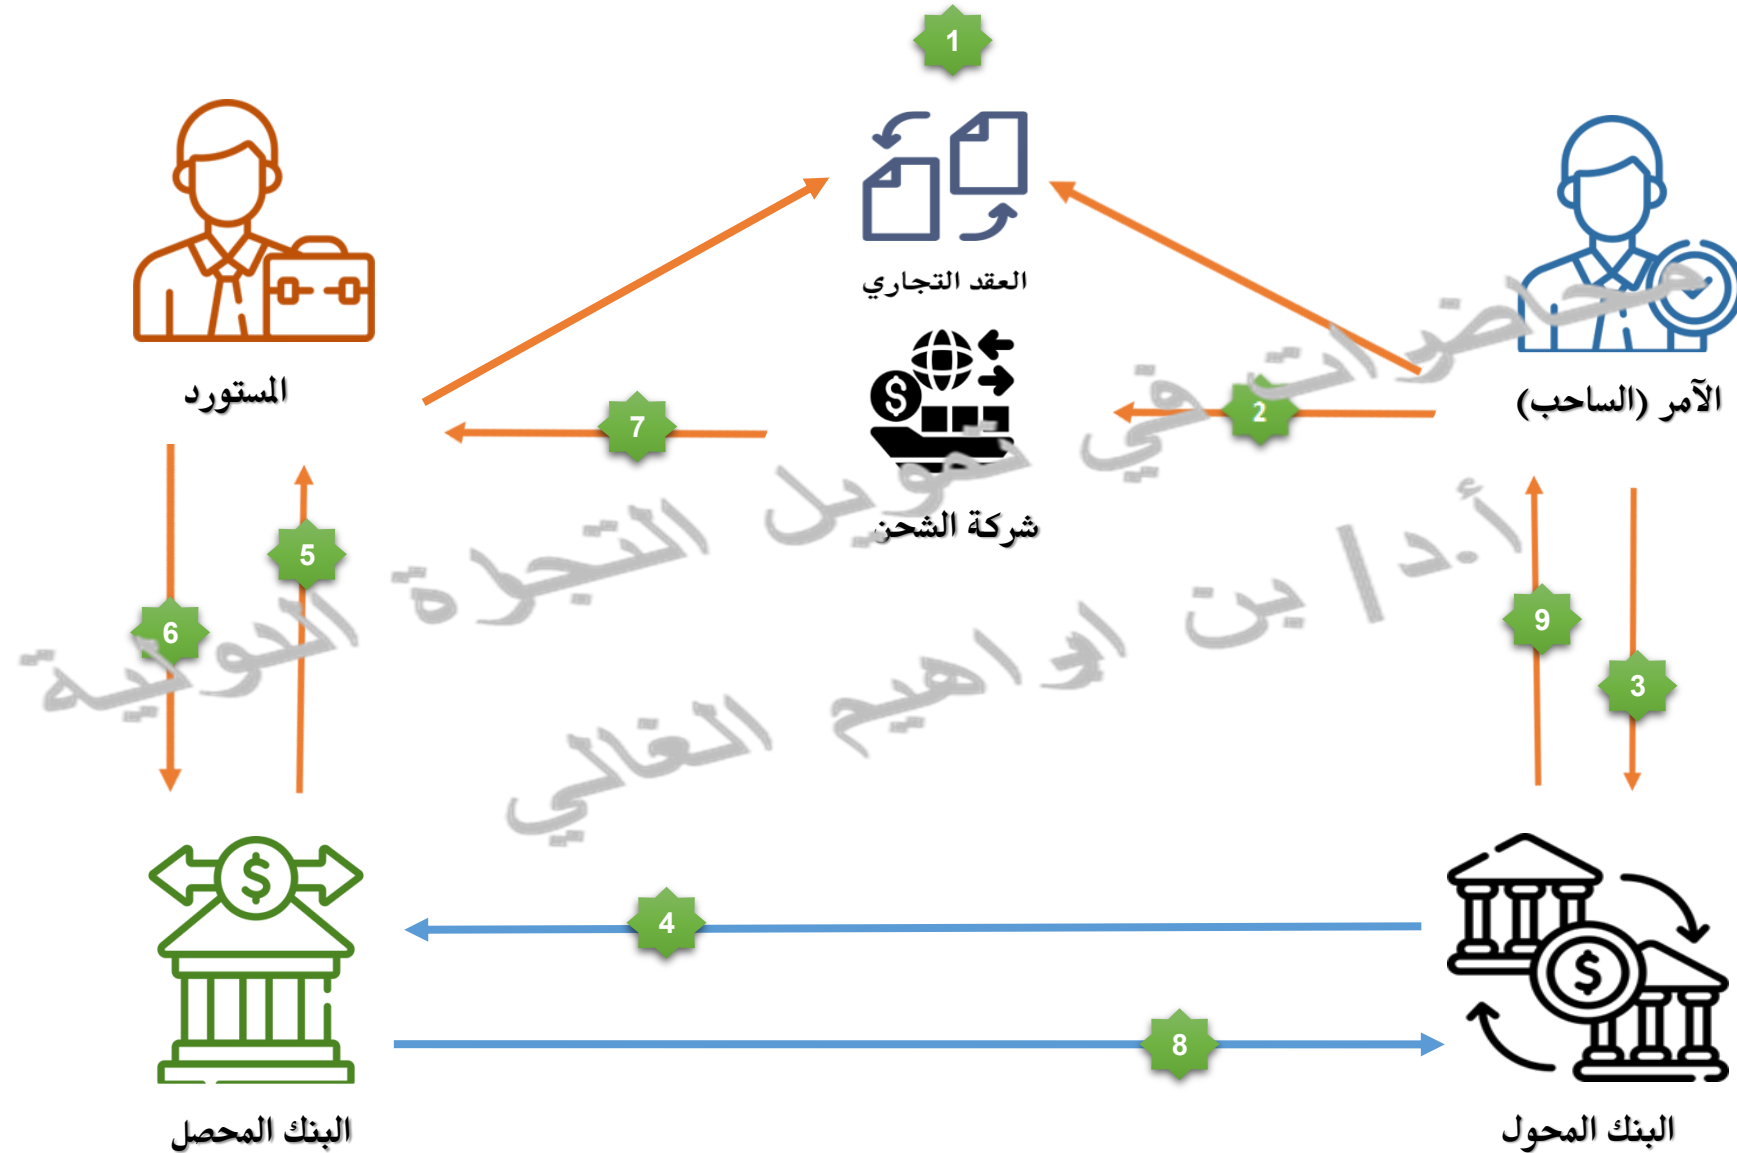 1
العقد التجاري
المستورد
الآمر (الساحب)
7
2
شركة الشحن
5
6
9
3
4
8
البنك المحصل
البنك المحول
محاضرات في تمويل التجارة الدولية
أ.د/ بن ابراهيم الغالي